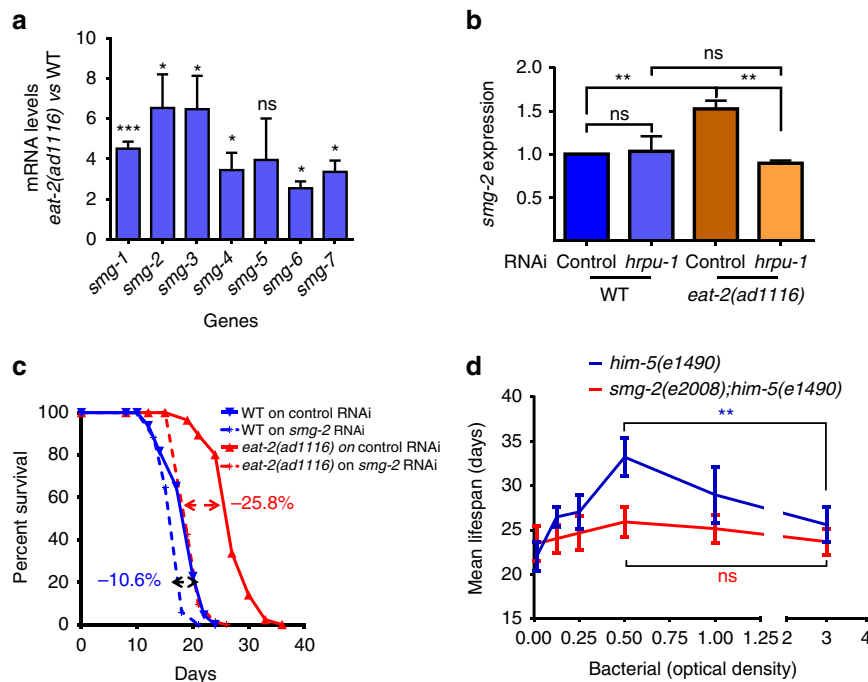 a
mRNA levels
eat-2(ad1116) vs WT
10
8
6
4
2
0
***
*
*
*
ns
*
*
smg-1
smg-2
smg-3
smg-4
smg-5
smg-6
smg-7
Genes
b
smg-2 expression
2.0
1.5
1.0
ns
**
**
ns
RNAi Control hrpu-1 Control hrpu-1
WT eat-2(ad1116)
c
Percent survival
100
80
60
40
20
0
WT on control RNAi
WT on smg-2 RNAi
eat-2(ad1116) on control RNAi
eat-2(ad1116) on smg-2 RNAi
–25.8%
–10.6%
0 10 20 30 40
Days
d
him-5(e1490)
smg-2(e2008);him-5(e1490)
Mean lifespan (days)
40
35
30
25
20
15
**
ns
0.00 0.25 0.50 0.75 1.00 1.25 2 3 4
Bacterial (optical density)